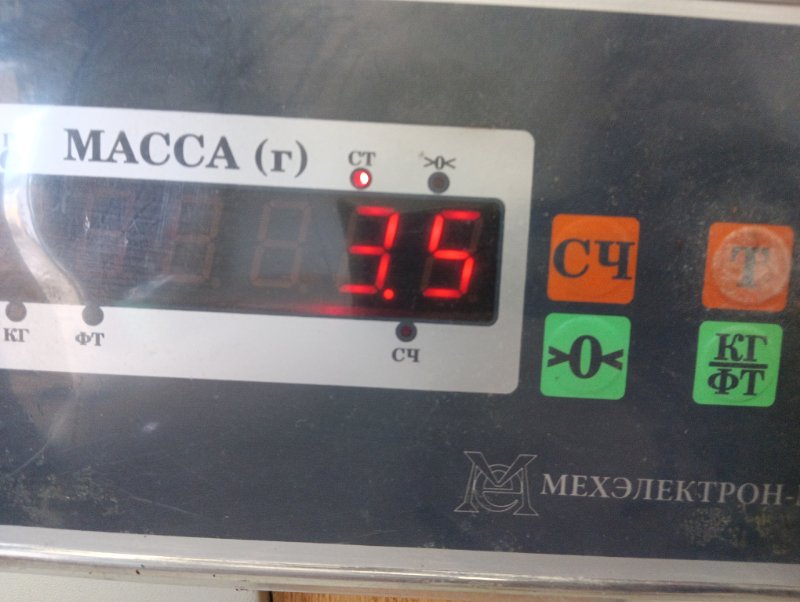 МАССА (г)
СТ
>0<
3.5
КГ
ФТ
СЧ
СЧ
Т
>0<
КГ
ФТ
МЕХЭЛЕКТРОН-